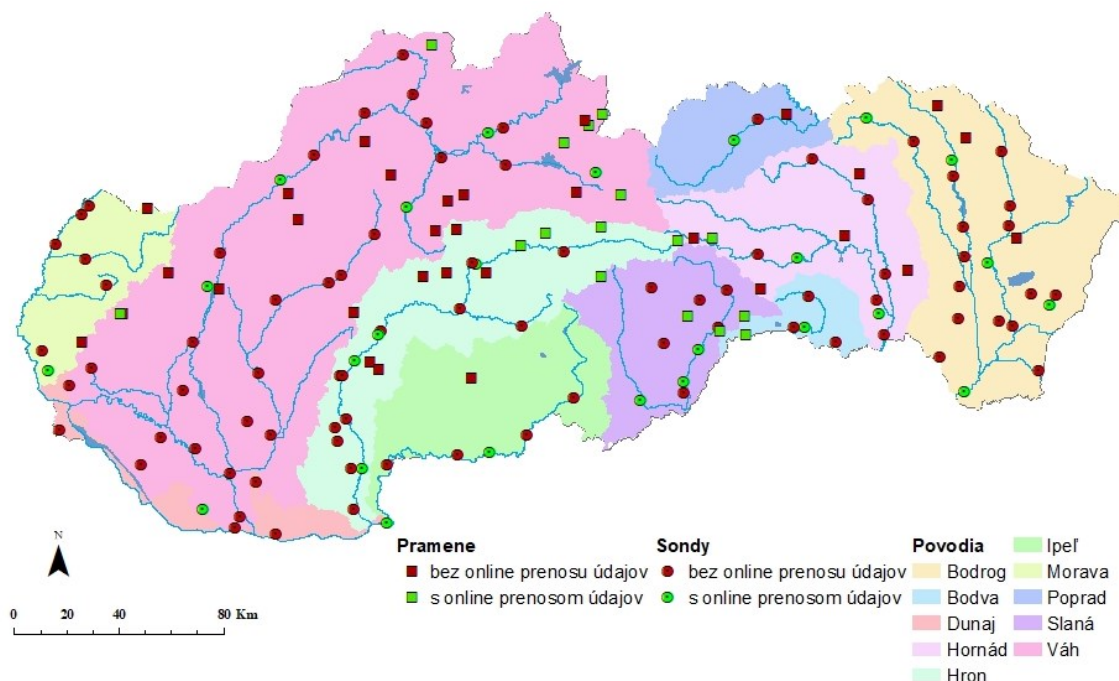 N
0 20 40 80 Km
Pramene
bez online prenosu údajov
s online prenosom údajov
Sondy
bez online prenosu údajov
s online prenosom údajov
Povodia
Bodrog
Bodva
Dunaj
Hornád
Hron
Ipeľ
Morava
Poprad
Slaná
Váh